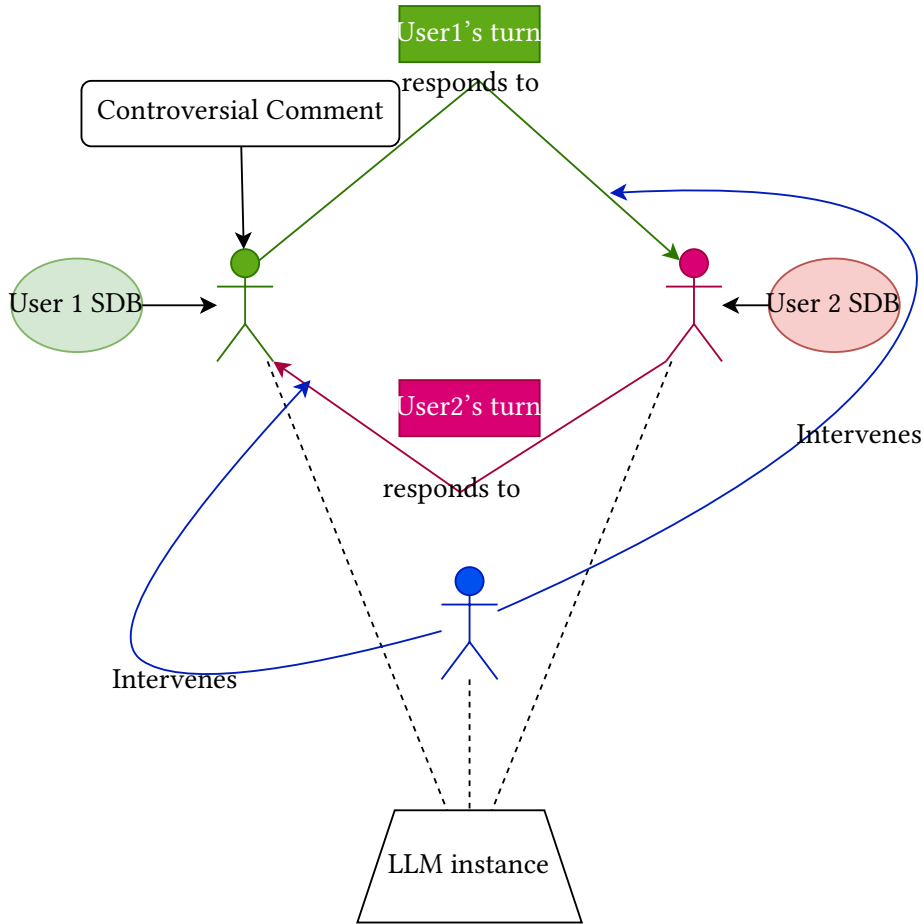 User1's turn
responds to
Controversial Comment
User 1 SDB
User 2 SDB
User2's turn
Intervenes
responds to
Intervenes
LLM instance